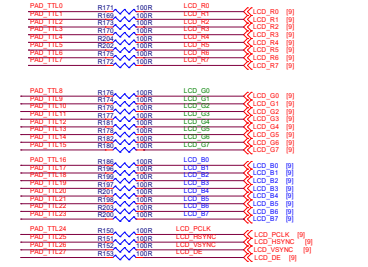 PAD_TTL0 R171 100R LCD_R0 LCD_R0 [9]
PAD_TTL1 R169 100R LCD_R1 LCD_R1 [9]
PAD_TTL2 R173 100R LCD_R2 LCD_R2 [9]
PAD_TTL3 R170 100R LCD_R3 LCD_R3 [9]
PAD_TTL4 R204 100R LCD_R4 LCD_R4 [9]
PAD_TTL5 R202 100R LCD_R5 LCD_R5 [9]
PAD_TTL6 R175 100R LCD_R6 LCD_R6 [9]
PAD_TTL7 R172 100R LCD_R7 LCD_R7 [9]
PAD_TTL8 R176 100R LCD_G0 LCD_G0 [9]
PAD_TTL9 R174 100R LCD_G1 LCD_G1 [9]
PAD_TTL10 R179 100R LCD_G2 LCD_G2 [9]
PAD_TTL11 R177 100R LCD_G3 LCD_G3 [9]
PAD_TTL12 R181 100R LCD_G4 LCD_G4 [9]
PAD_TTL13 R178 100R LCD_G5 LCD_G5 [9]
PAD_TTL14 R182 100R LCD_G6 LCD_G6 [9]
PAD_TTL15 R180 100R LCD_G7 LCD_G7 [9]
PAD_TTL16 R186 100R LCD_B0 LCD_B0 [9]
PAD_TTL17 R196 100R LCD_B1 LCD_B1 [9]
PAD_TTL18 R199 100R LCD_B2 LCD_B2 [9]
PAD_TTL19 R197 100R LCD_B3 LCD_B3 [9]
PAD_TTL20 R201 100R LCD_B4 LCD_B4 [9]
PAD_TTL21 R198 100R LCD_B5 LCD_B5 [9]
PAD_TTL22 R203 100R LCD_B6 LCD_B6 [9]
PAD_TTL23 R200 100R LCD_B7 LCD_B7 [9]
PAD_TTL24 R150 100R LCD_PCLK LCD_PCLK [9]
PAD_TTL25 R151 100R LCD_HSYNC LCD_HSYNC [9]
PAD_TTL26 R152 100R LCD_VSYNC LCD_VSYNC [9]
PAD_TTL27 R153 100R LCD_DE LCD_DE [9]